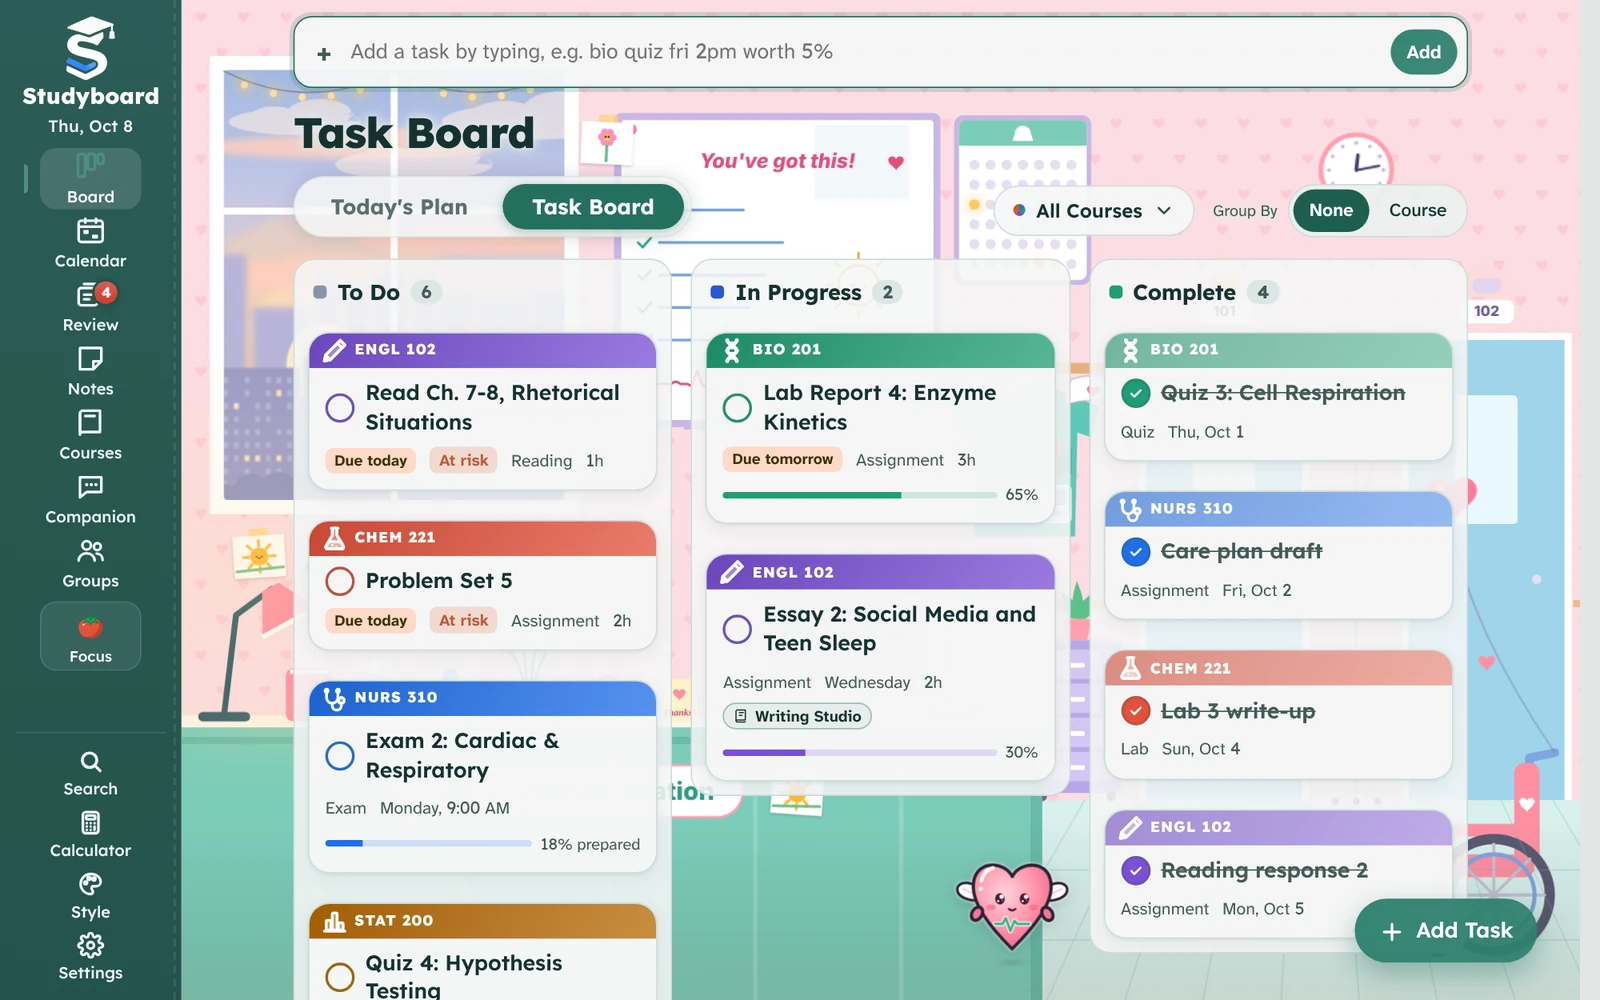 Studyboard
Thu, Oct 8
Board
Calendar
4
Review
Notes
Courses
Companion
Groups
Focus
Search
Calculator
Style
Settings
+ Add a task by typing, e.g. bio quiz fri 2pm worth 5%
Add
Task Board
You've got this!
Today's Plan
Task Board
All Courses
Group By
None
Course
To Do 6
ENGL 102
Read Ch. 7-8, Rhetorical
Situations
Due today At risk Reading 1h
CHEM 221
Problem Set 5
Due today At risk Assignment 2h
NURS 310
Exam 2: Cardiac &
Respiratory
Exam Monday, 9:00 AM
18% prepared
STAT 200
Quiz 4: Hypothesis
Testing
In Progress 2
BIO 201
Lab Report 4: Enzyme
Kinetics
Due tomorrow Assignment 3h
65%
ENGL 102
Essay 2: Social Media and
Teen Sleep
Assignment Wednesday 2h
Writing Studio
30%
Complete 4
101
102
BIO 201
Quiz 3: Cell Respiration
Quiz Thu, Oct 1
NURS 310
Care plan draft
Assignment Fri, Oct 2
CHEM 221
Lab 3 write-up
Lab Sun, Oct 4
ENGL 102
Reading response 2
Assignment Mon, Oct 5
+ Add Task